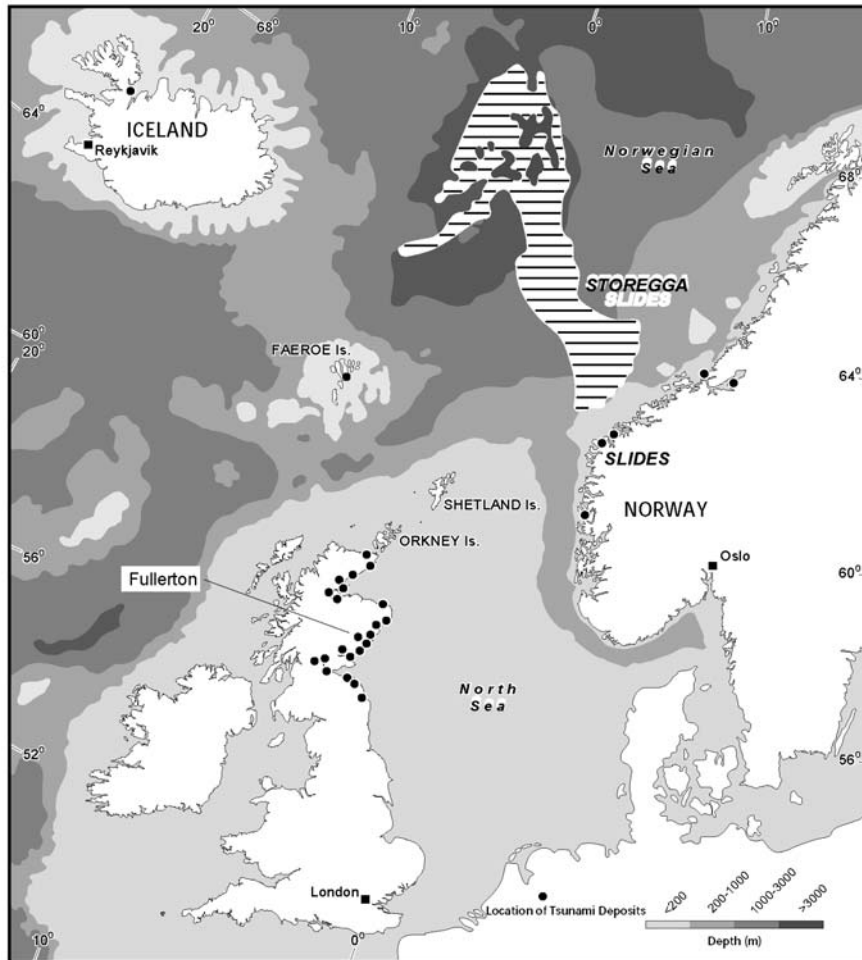 20° 68° 10° 0° 10°
64°
ICELAND
Reykjavik
Norwegian
Sea
68°
STOREGGA
SLIDES
60°
20°
FAEROE Is.
64°
SLIDES
SHETLAND Is.
NORWAY
ORKNEY Is.
56°
Oslo
Fullerton
60°
North
Sea
52°
56°
London
Location of Tsunami Deposits
<200
200-1000
1000-3000
>3000
Depth (m)
10°
0°